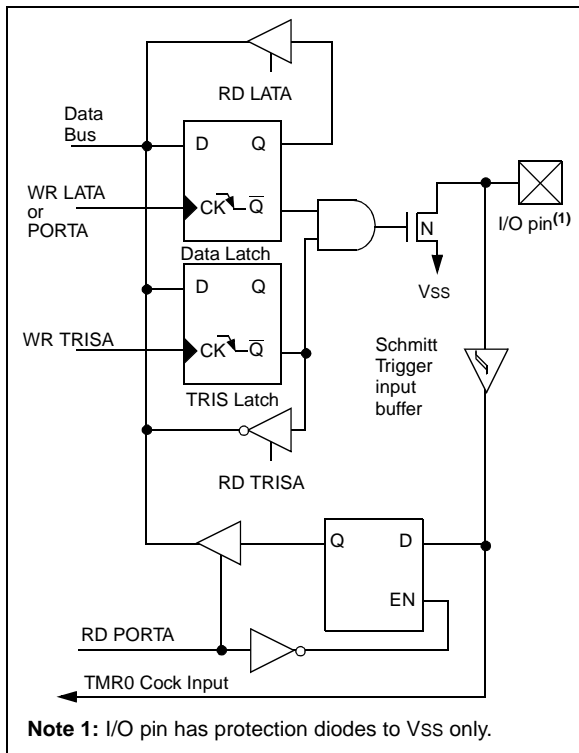 RD LATA
Data
Bus
D Q
WR LATA
or
PORTA
CK Q
Data Latch
N
I/O pin(1)
VSS
D Q
WR TRISA
CK Q
TRIS Latch
Schmitt
Trigger
input
buffer
RD TRISA
Q D
EN
RD PORTA
TMR0 Cock Input
Note 1: I/O pin has protection diodes to VSS only.